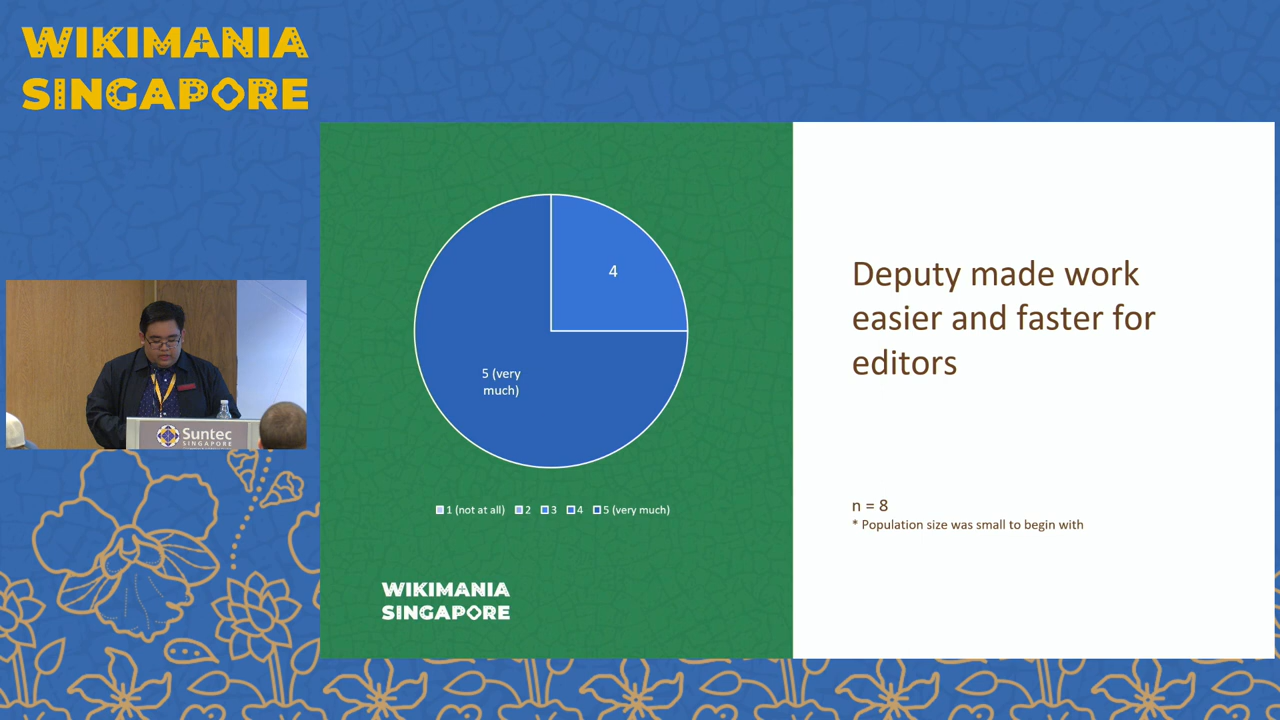 WIKIMANIA
SINGAPORE
4
5 (very
much)
1 (not at all) 2 3 4 5 (very much)
WIKIMANIA
SINGAPORE
Deputy made work
easier and faster for
editors
n = 8
* Population size was small to begin with
Suntec
SINGAPORE